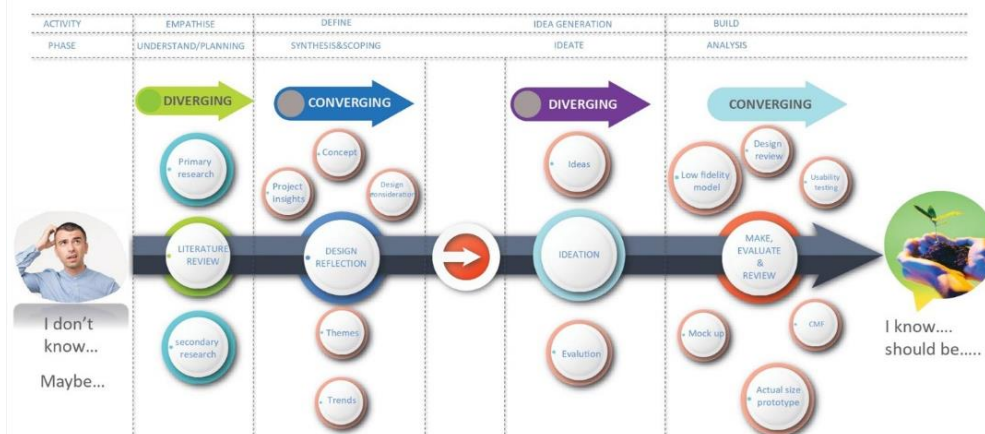 ACTIVITY EMPATHISE DEFINE IDEA GENERATION BUILD
PHASE UNDERSTAND/PLANNING SYNTHESIS&SCOPING IDEATE ANALYSIS
DIVERGING CONVERGING DIVERGING CONVERGING
Primary
research
Concept
Project
insights
Design
consideration
Ideas
Low fidelity
model
Design
review
Usability
testing
LITERATURE
REVIEW
DESIGN
REFLECTION
IDEATION
MAKE,
EVALUATE
&
REVIEW
I don't
know...
Maybe...
secondary
research
Themes
Trends
Evalution
Mock up
CMF
Actual size
prototype
I know....
should be.....